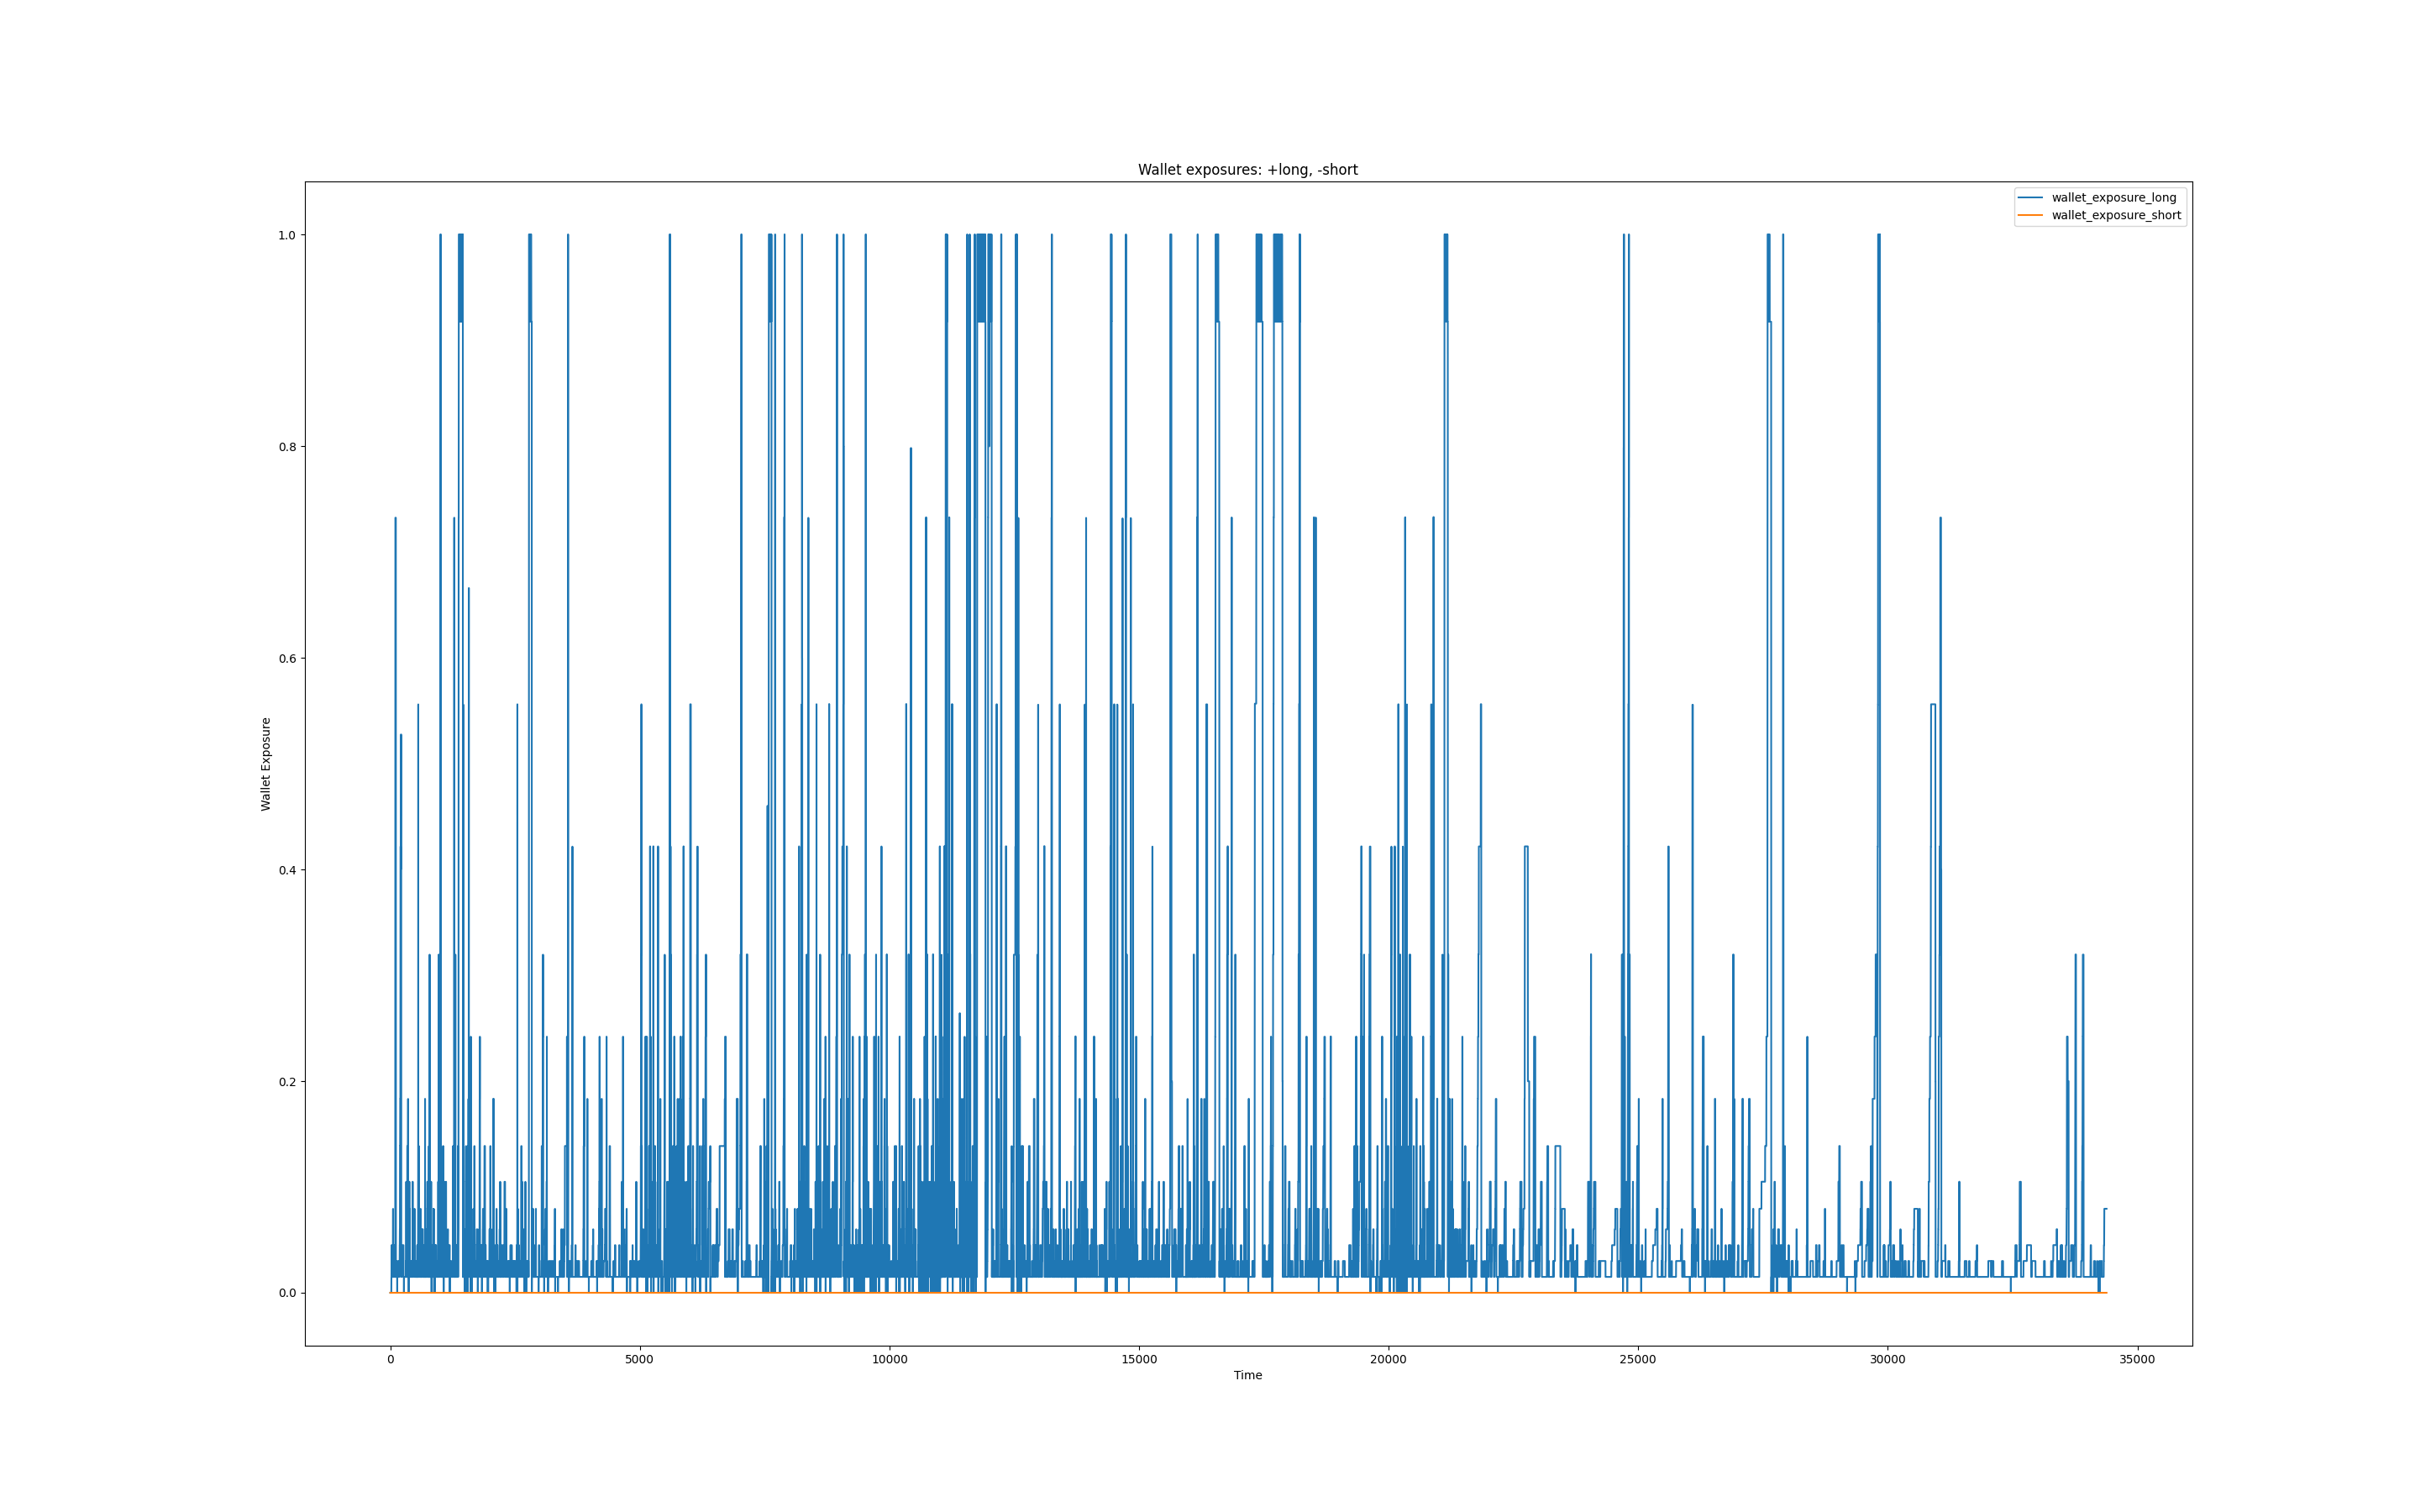 Wallet exposures: +long, -short
wallet_exposure_long
wallet_exposure_short
1.0
0.8
0.6
0.4
0.2
0.0
Wallet Exposure
0 5000 10000 15000 20000 25000 30000 35000
Time